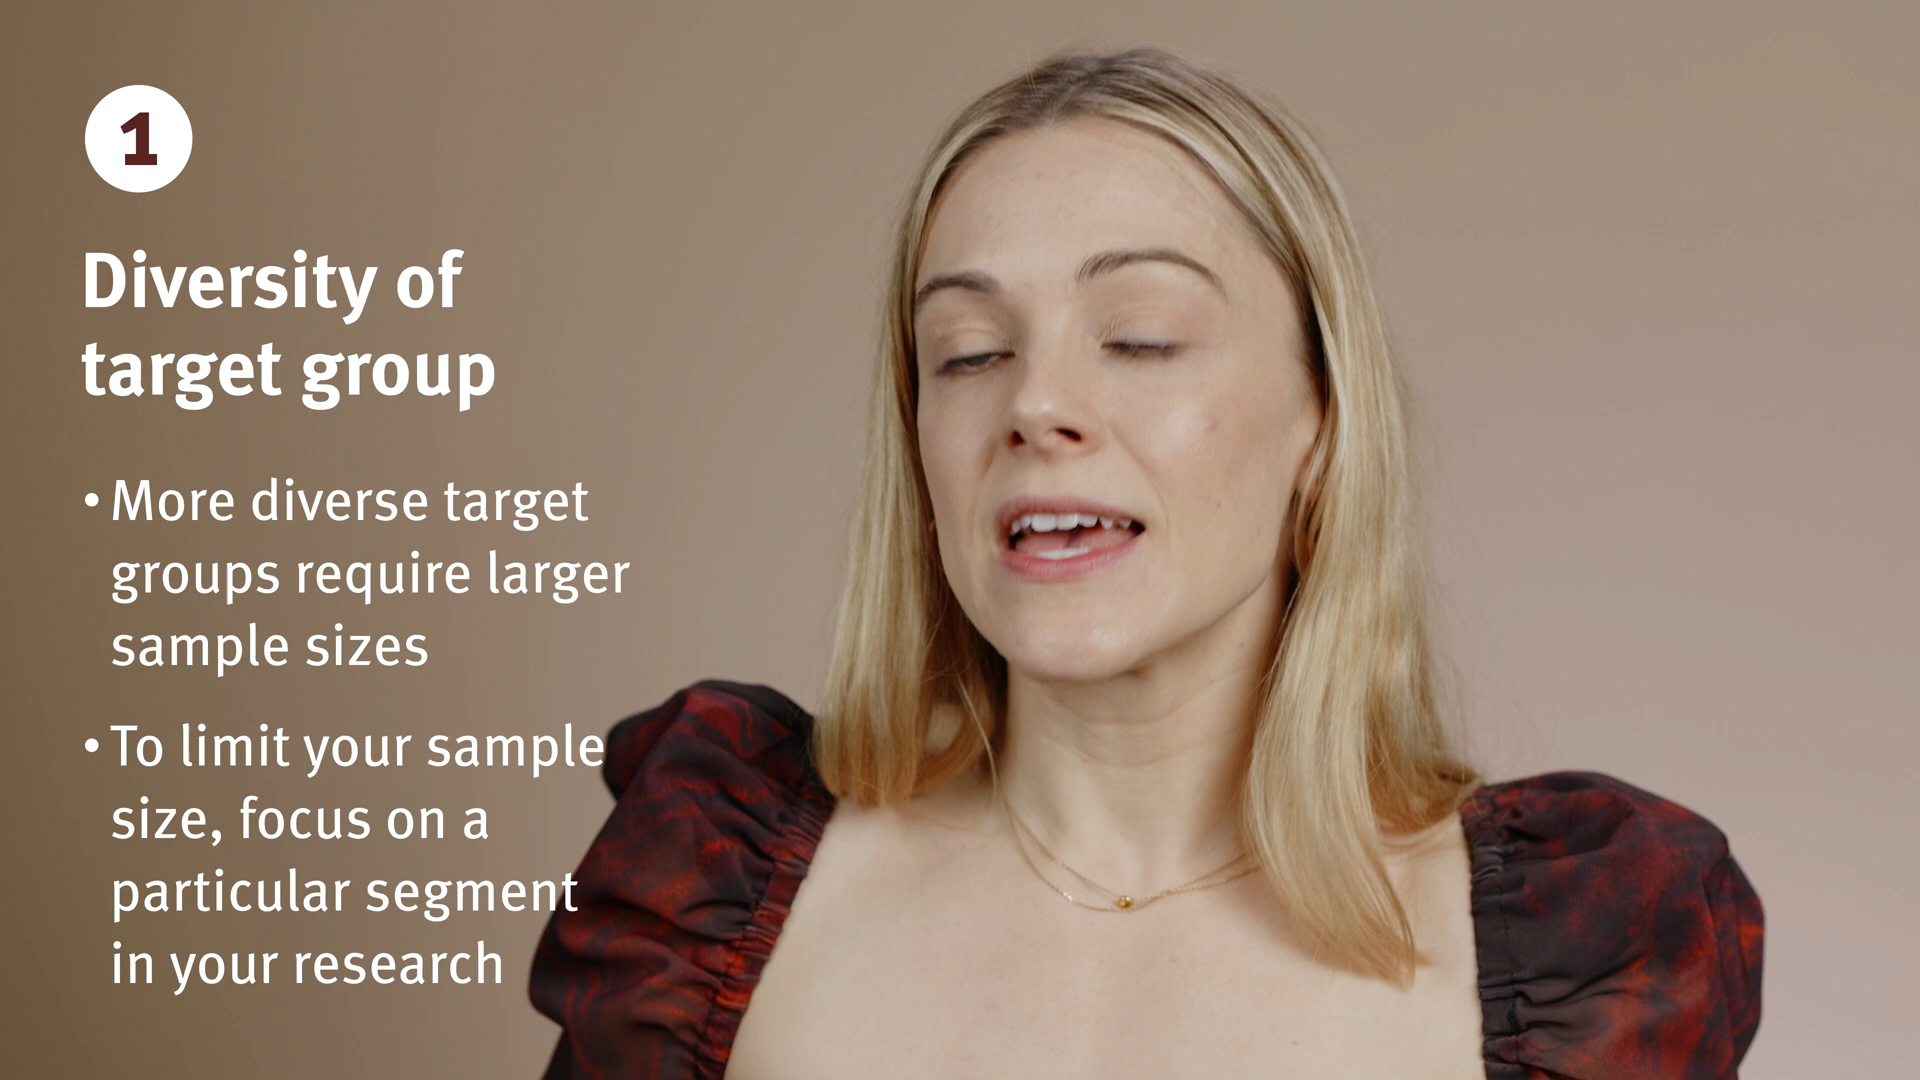 1
Diversity of
target group
• More diverse target
groups require larger
sample sizes
• To limit your sample
size, focus on a
particular segment
in your research